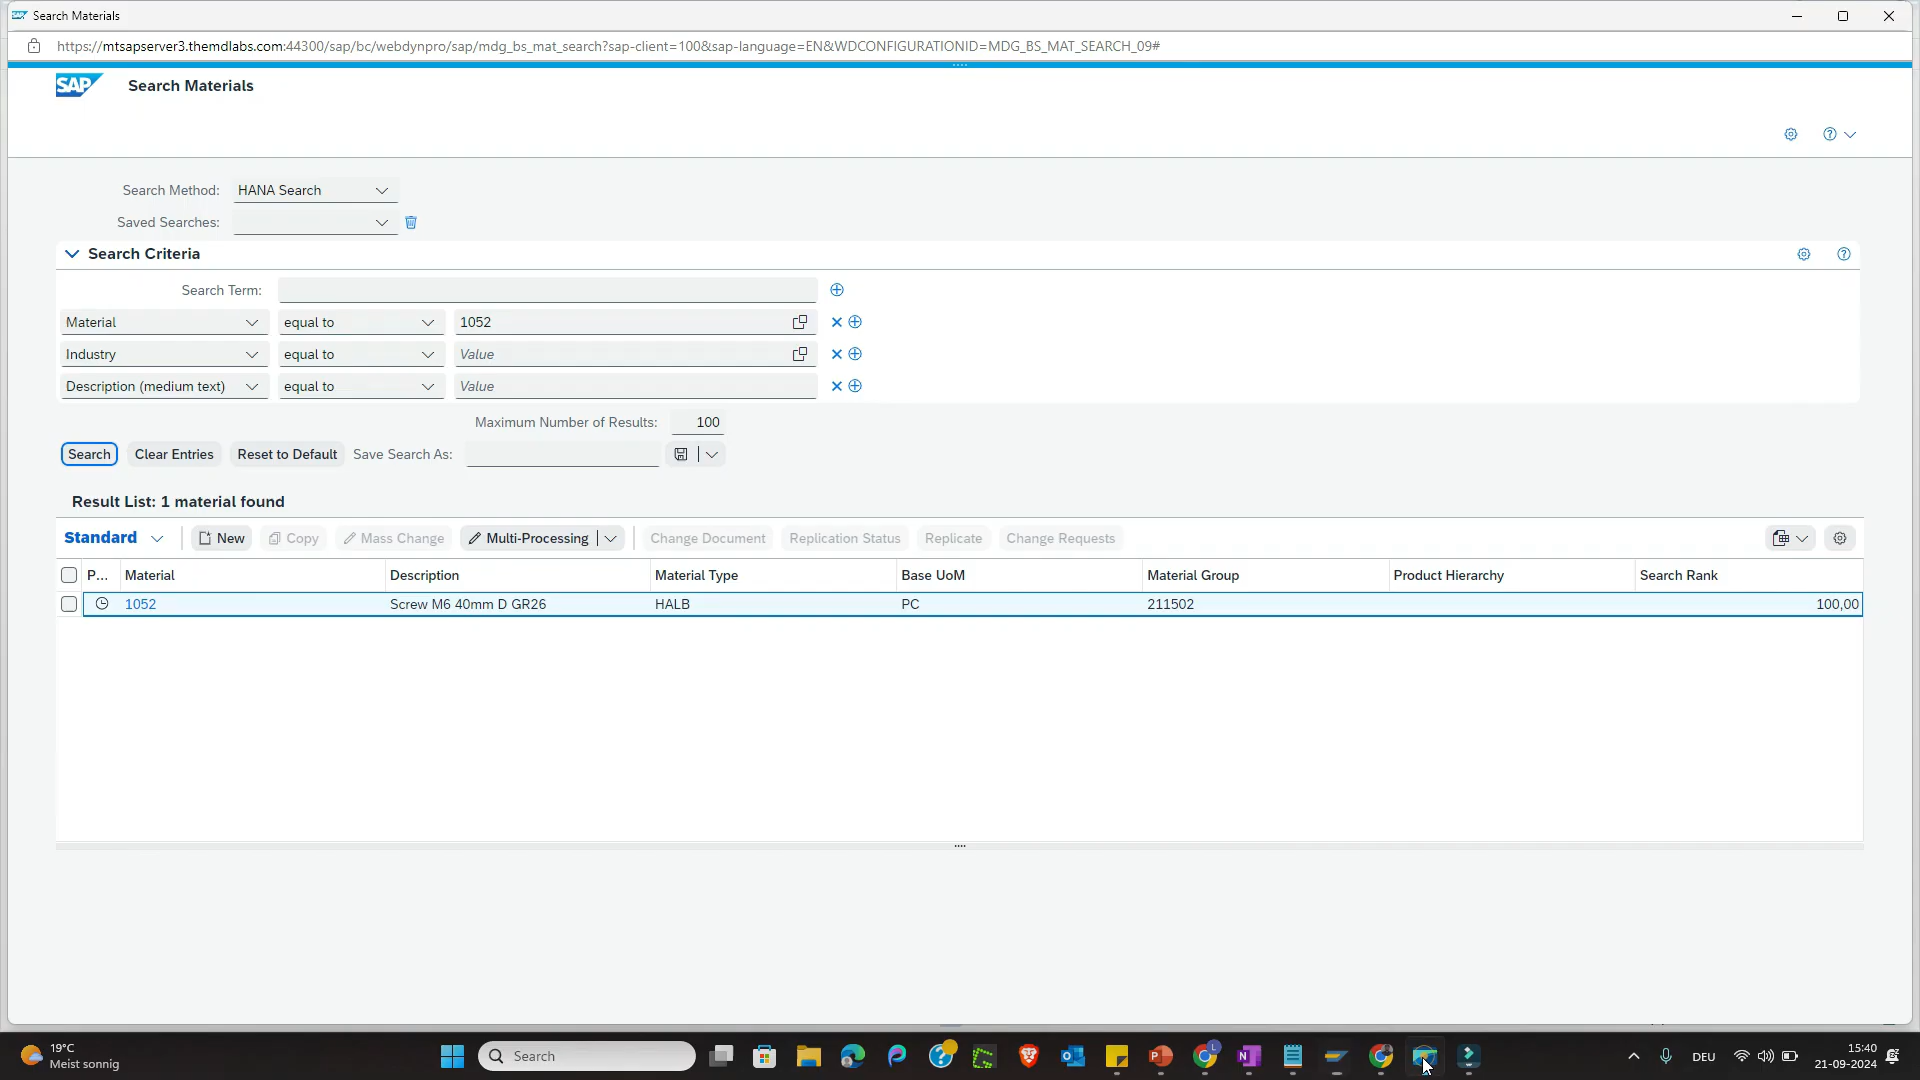 Search Materials
https://mtsapserver3.themdlabs.com:44300/sap/bc/webdynpro/sap/mdg_bs_mat_search?sap-client=100&sap-language=EN&WDCONFIGURATIONID=MDG_BS_MAT_SEARCH_09#
SAP Search Materials
Search Method: HANA Search
Saved Searches:
Search Criteria
Search Term:
Material equal to 1052
Industry equal to Value
Description (medium text) equal to Value
Maximum Number of Results: 100
Search Clear Entries Reset to Default Save Search As:
Result List: 1 material found
Standard New Copy Mass Change Multi-Processing Change Document Replication Status Replicate Change Requests
P... Material Description Material Type Base UoM Material Group Product Hierarchy Search Rank
1052 Screw M6 40mm D GR26 HALB PC 211502 100,00
19°C
Meist sonnig
Search
DEU
15:40
21-09-2024